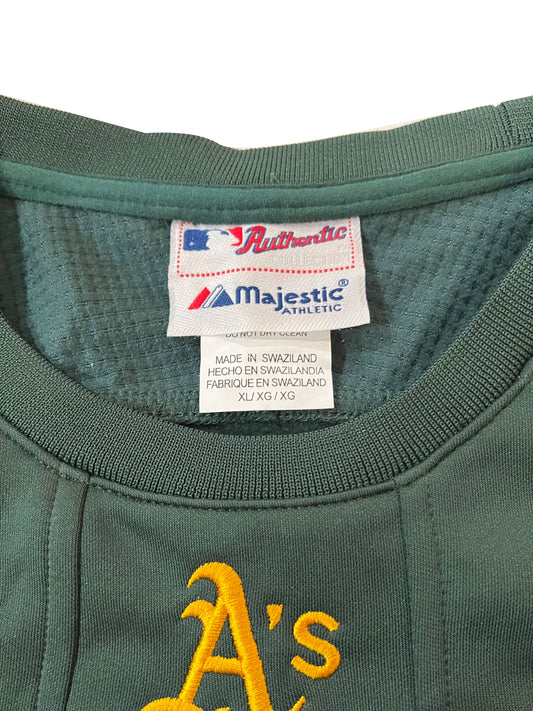 Authentic
Collection
Majestic®
ATHLETIC
DO NOT DRY CLEAN
MADE iN SWAZILAND
HECHO EN SWAZILANDIA
FABRIQUE EN SWAZILAND
XL/ XG / XG
A's